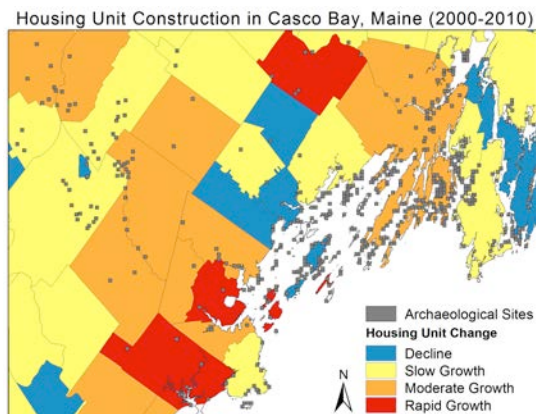 Housing Unit Construction in Casco Bay, Maine (2000-2010)
Archaeological Sites
Housing Unit Change
N
Decline
Slow Growth
Moderate Growth
Rapid Growth